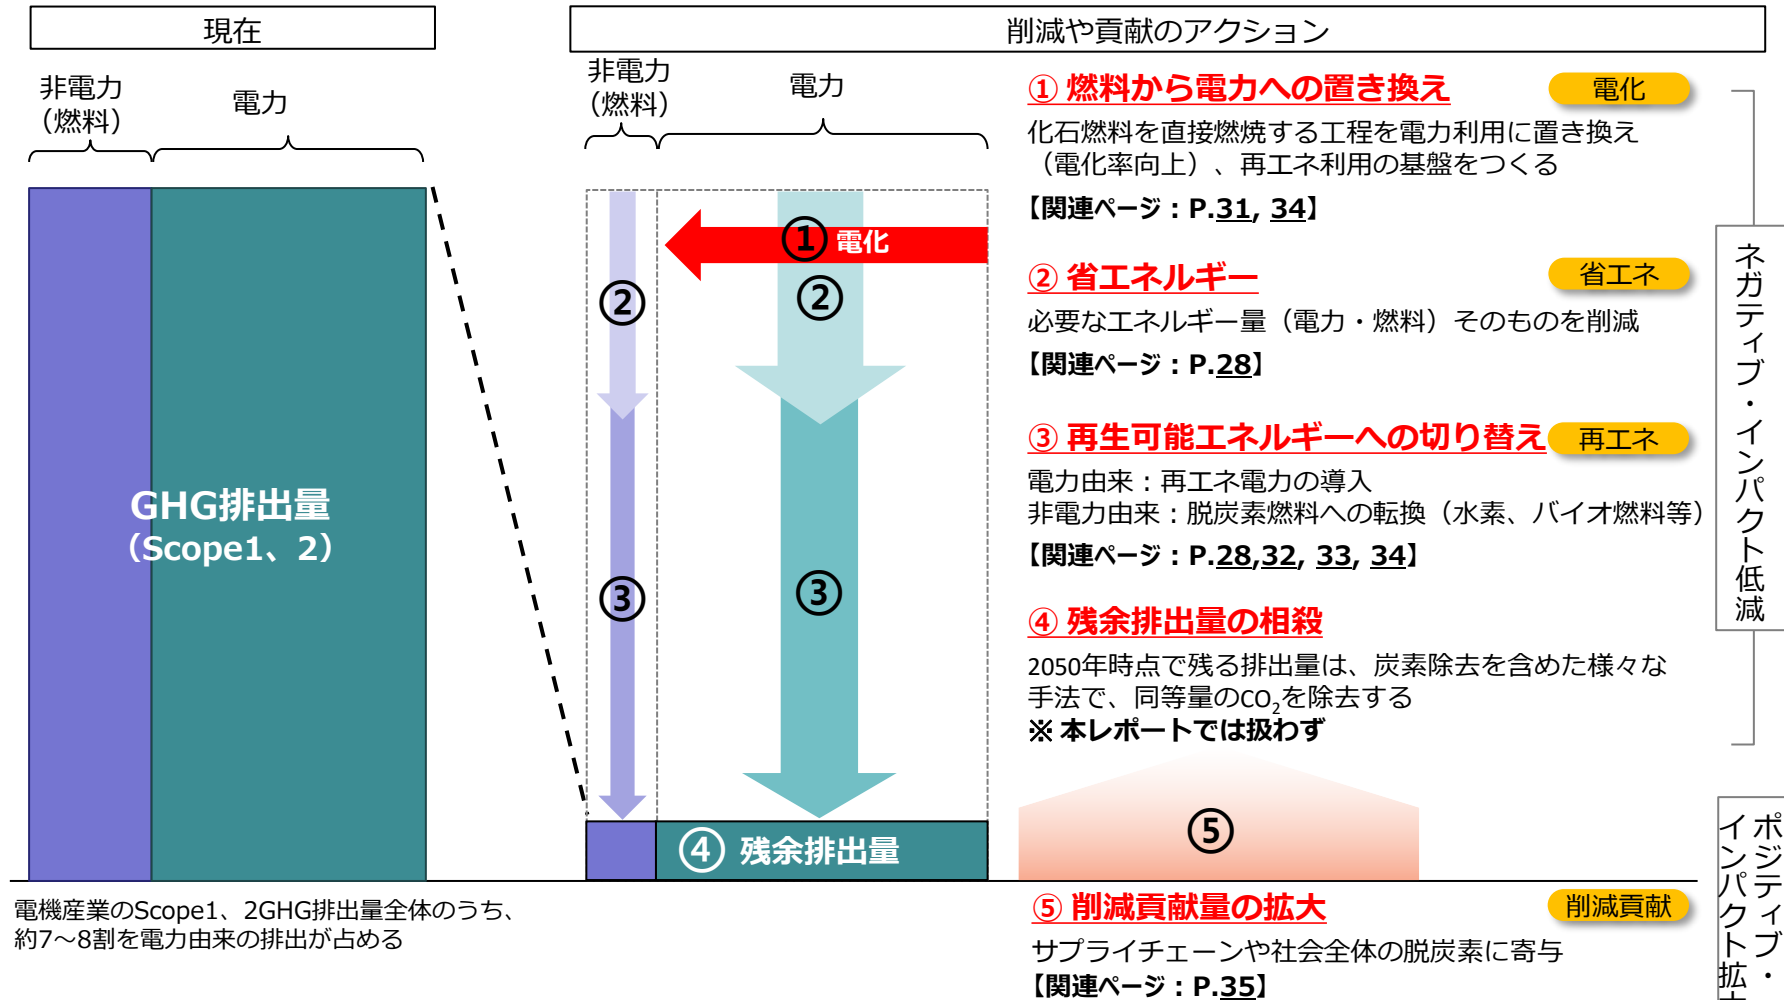 現在
削減や貢献のアクション
非電力
（燃料）
電力
GHG排出量
（Scope1、2）
電機産業のScope1、2GHG排出量全体のうち、
約7～8割を電力由来の排出が占める
非電力
（燃料）
電力
① 電化
②
②
③
③
④ 残余排出量
① 燃料から電力への置き換え
電化
化石燃料を直接燃焼する工程を電力利用に置き換え
（電化率向上）、再エネ利用の基盤をつくる
【関連ページ：P.31, 34】
② 省エネルギー
省エネ
必要なエネルギー量（電力・燃料）そのものを削減
【関連ページ：P.28】
③ 再生可能エネルギーへの切り替え
再エネ
電力由来：再エネ電力の導入
非電力由来：脱炭素燃料への転換（水素、バイオ燃料等）
【関連ページ：P.28,32, 33, 34】
④ 残余排出量の相殺
2050年時点で残る排出量は、炭素除去を含めた様々な
手法で、同等量のCO₂を除去する
※ 本レポートでは扱わず
⑤
⑤ 削減貢献量の拡大
削減貢献
サプライチェーンや社会全体の脱炭素に寄与
【関連ページ：P.35】
ネガティブ・インパクト低減
ポジティブ・
インパクト拡